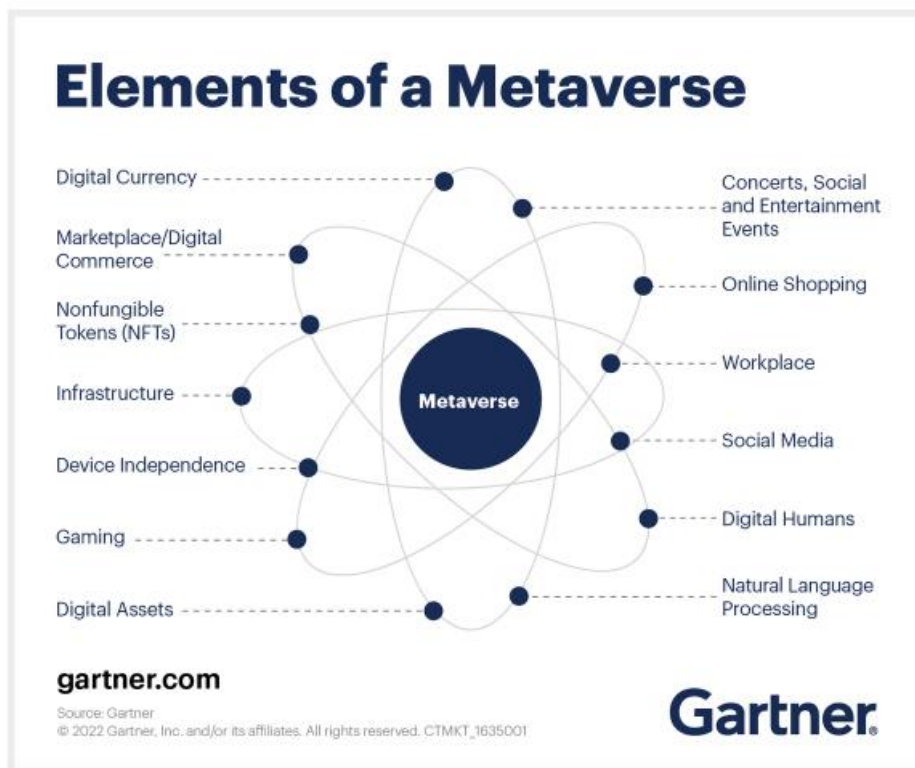 Elements of a Metaverse
Digital Currency
Marketplace/Digital
Commerce
Nonfungible
Tokens (NFTs)
Infrastructure
Device Independence
Gaming
Digital Assets
Metaverse
Concerts, Social
and Entertainment
Events
Online Shopping
Workplace
Social Media
Digital Humans
Natural Language
Processing
gartner.com
Source: Gartner
© 2022 Gartner, Inc. and/or its affiliates. All rights reserved. CTMKT_1635001
Gartner®